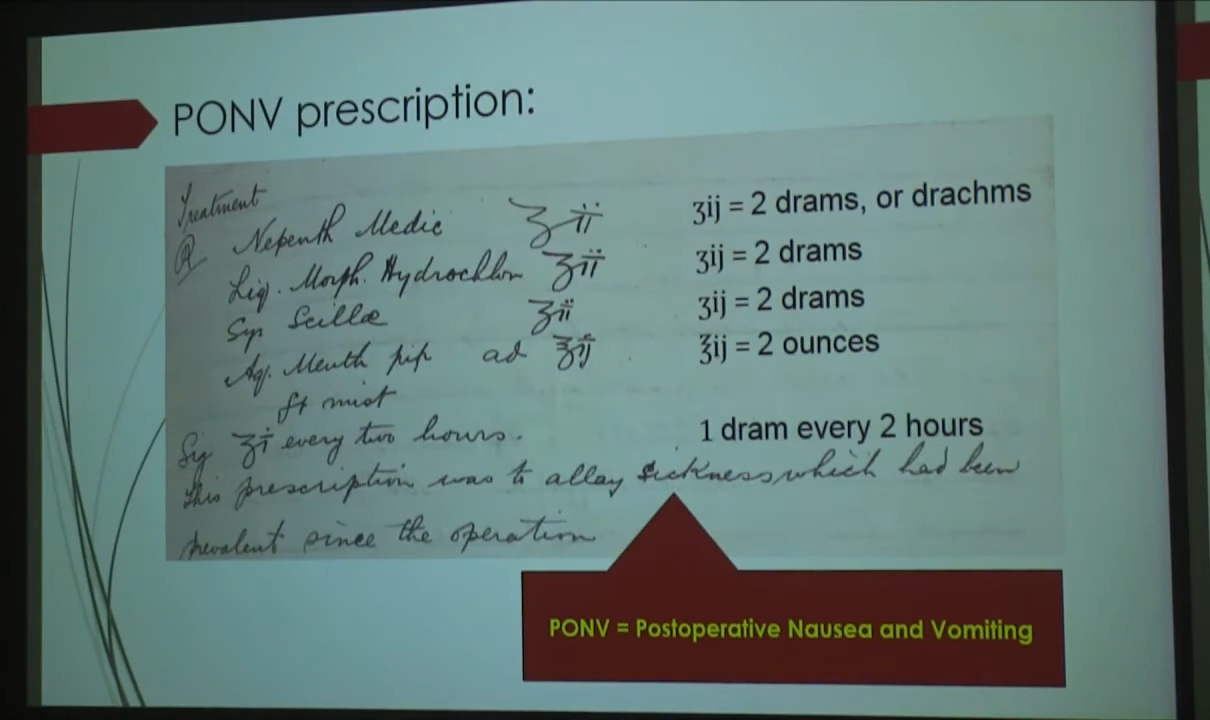 PONV prescription:
Treatment
℞ Nepenth Medic ʒii ʒij = 2 drams, or drachms
Liq. Morph. Hydrochlor ʒii ʒij = 2 drams
Syr Scillæ ʒii ʒij = 2 drams
Aq. Menth pip ad ℥ij ℥ij = 2 ounces
ft mist
Sig ʒi every two hours. 1 dram every 2 hours
This prescription was to allay sickness which had been
prevalent since the operation
PONV = Postoperative Nausea and Vomiting